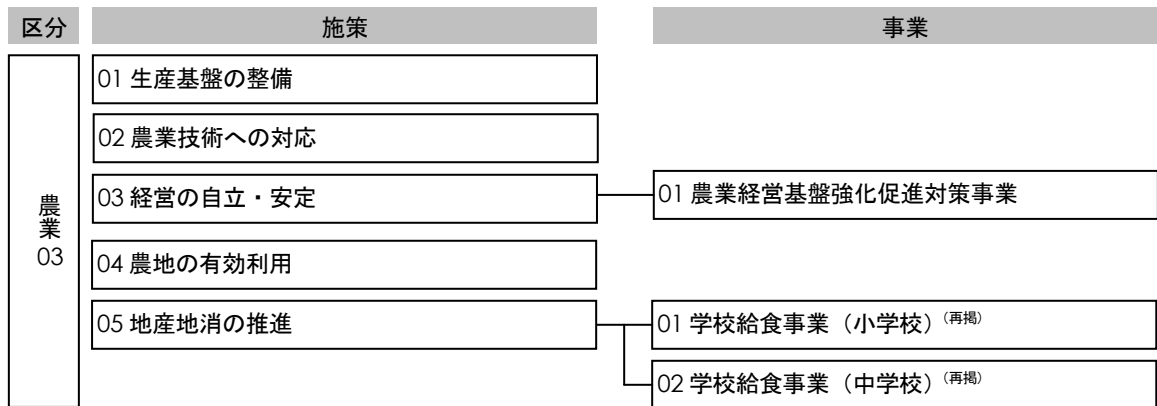 区分 施策 事業
農業 03
01 生産基盤の整備
02 農業技術への対応
03 経営の自立・安定
01 農業経営基盤強化促進対策事業
04 農地の有効利用
05 地産地消の推進
01 学校給食事業（小学校）（再掲）
02 学校給食事業（中学校）（再掲）